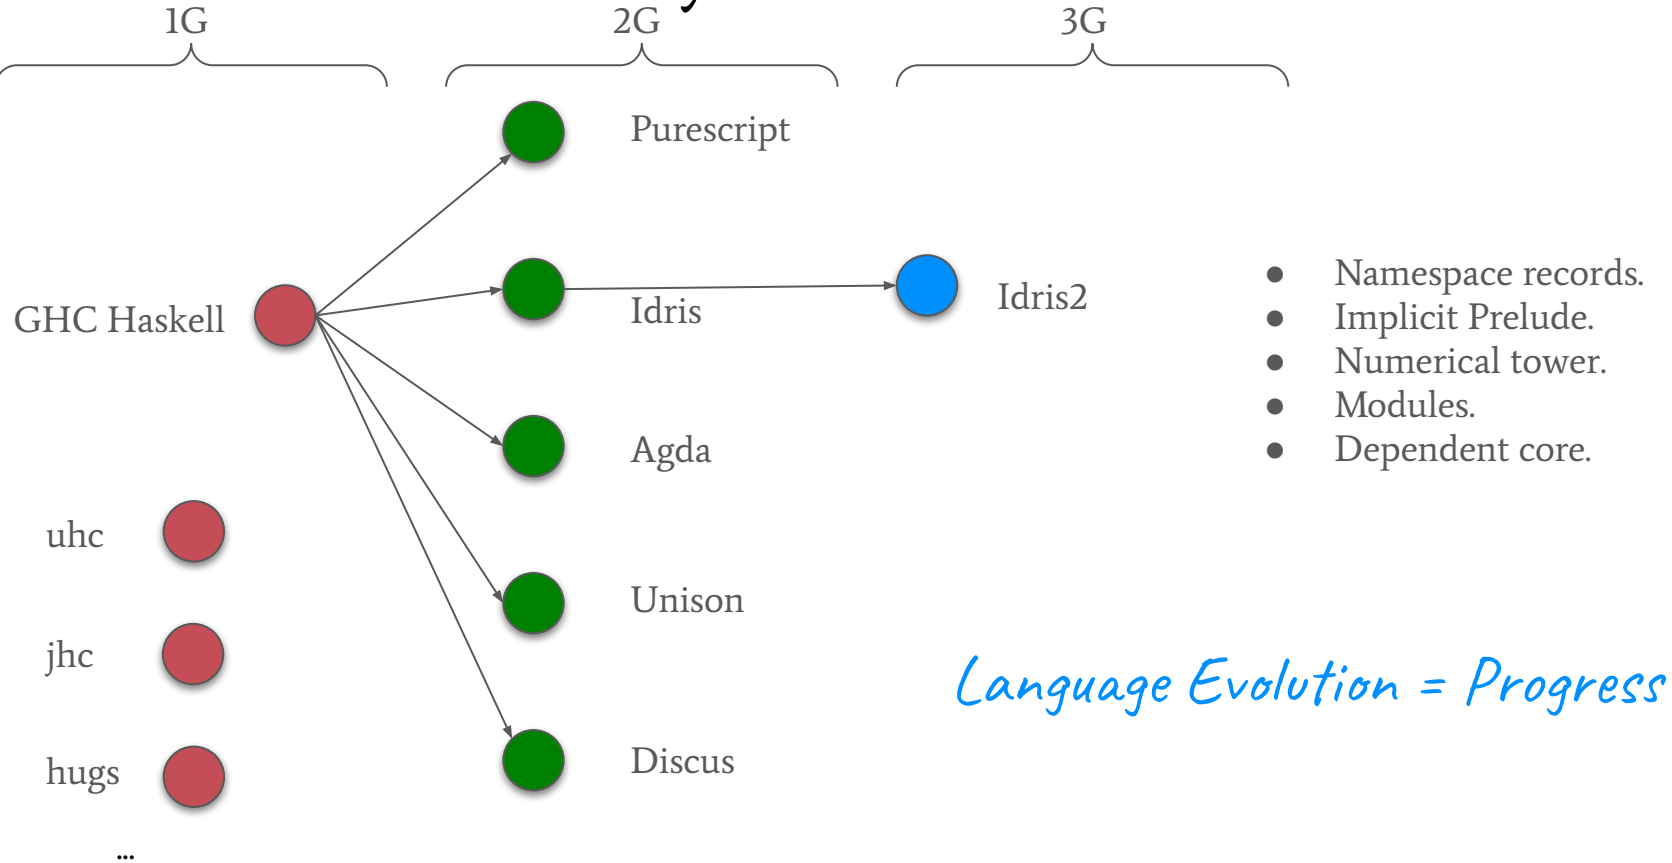 1G
2G
3G
Purescript
GHC Haskell
Idris
Idris2
Agda
uhc
Unison
jhc
Discus
hugs
...
● Namespace records.
● Implicit Prelude.
● Numerical tower.
● Modules.
● Dependent core.
Language Evolution = Progress